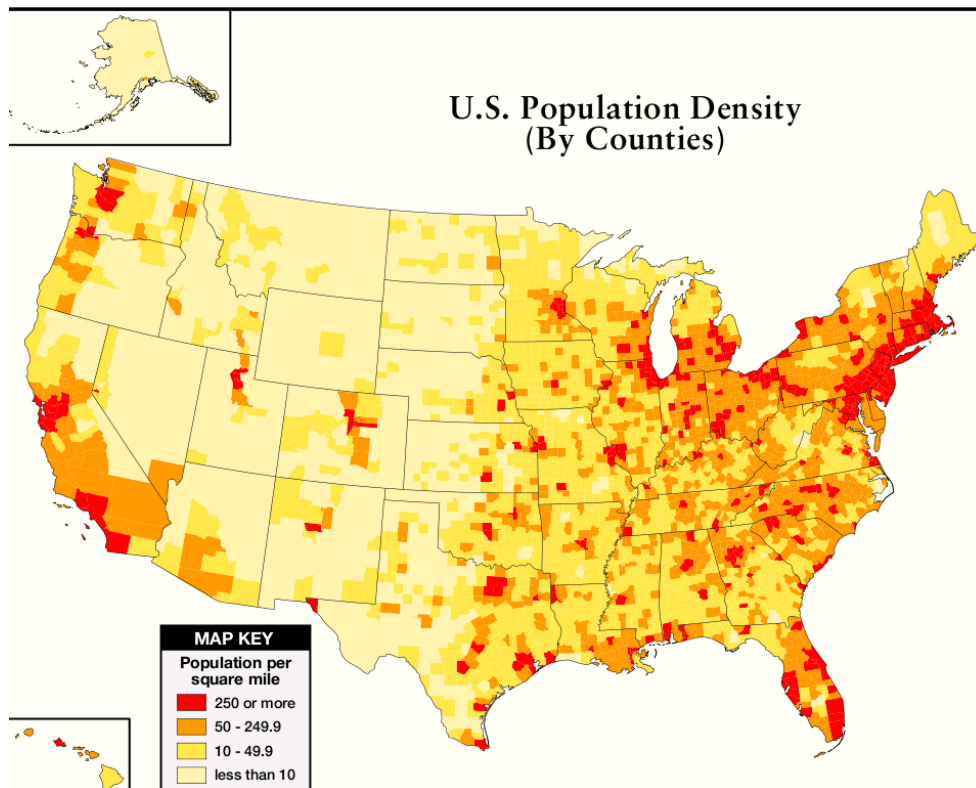 U.S. Population Density
(By Counties)
MAP KEY
Population per
square mile
250 or more
50 - 249.9
10 - 49.9
less than 10